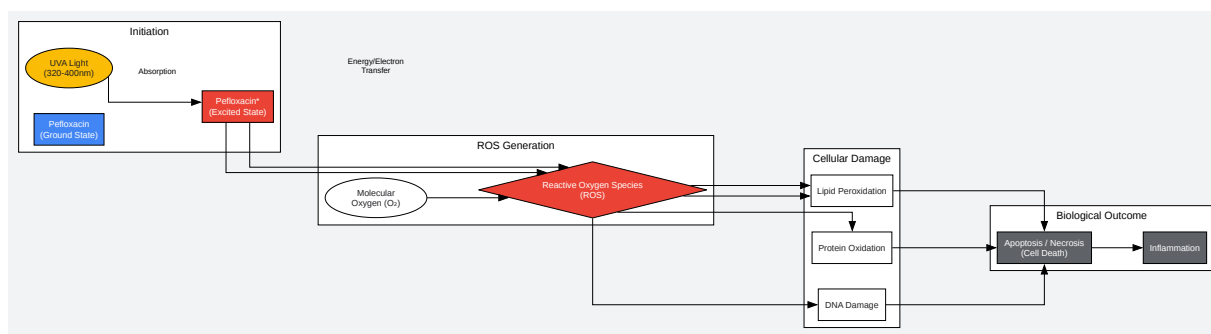 Initiation
UVA Light
(320-400nm)
Absorption
Pefloxacin*
(Excited State)
Pefloxacin
(Ground State)
Energy/Electron
Transfer
ROS Generation
Molecular
Oxygen (O₂)
Reactive Oxygen Species
(ROS)
Cellular Damage
Lipid Peroxidation
Protein Oxidation
DNA Damage
Biological Outcome
Apoptosis / Necrosis
(Cell Death)
Inflammation